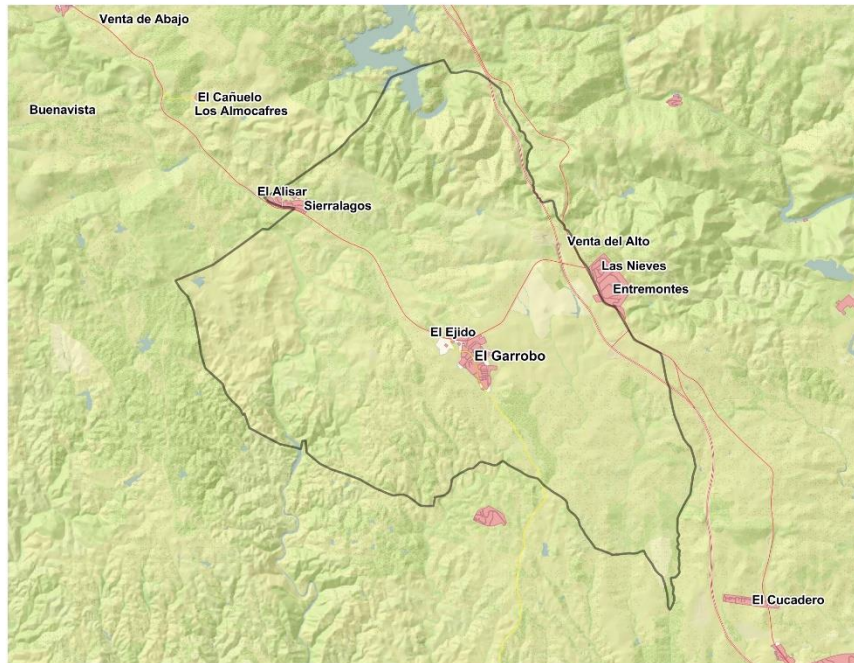 Venta de Abajo
El Cañuelo
Buenavista
Los Almocafres
El Alisar
Sierralagos
Venta del Alto
Las Nieves
Entremontes
El Ejido
El Garrobo
El Cucadero